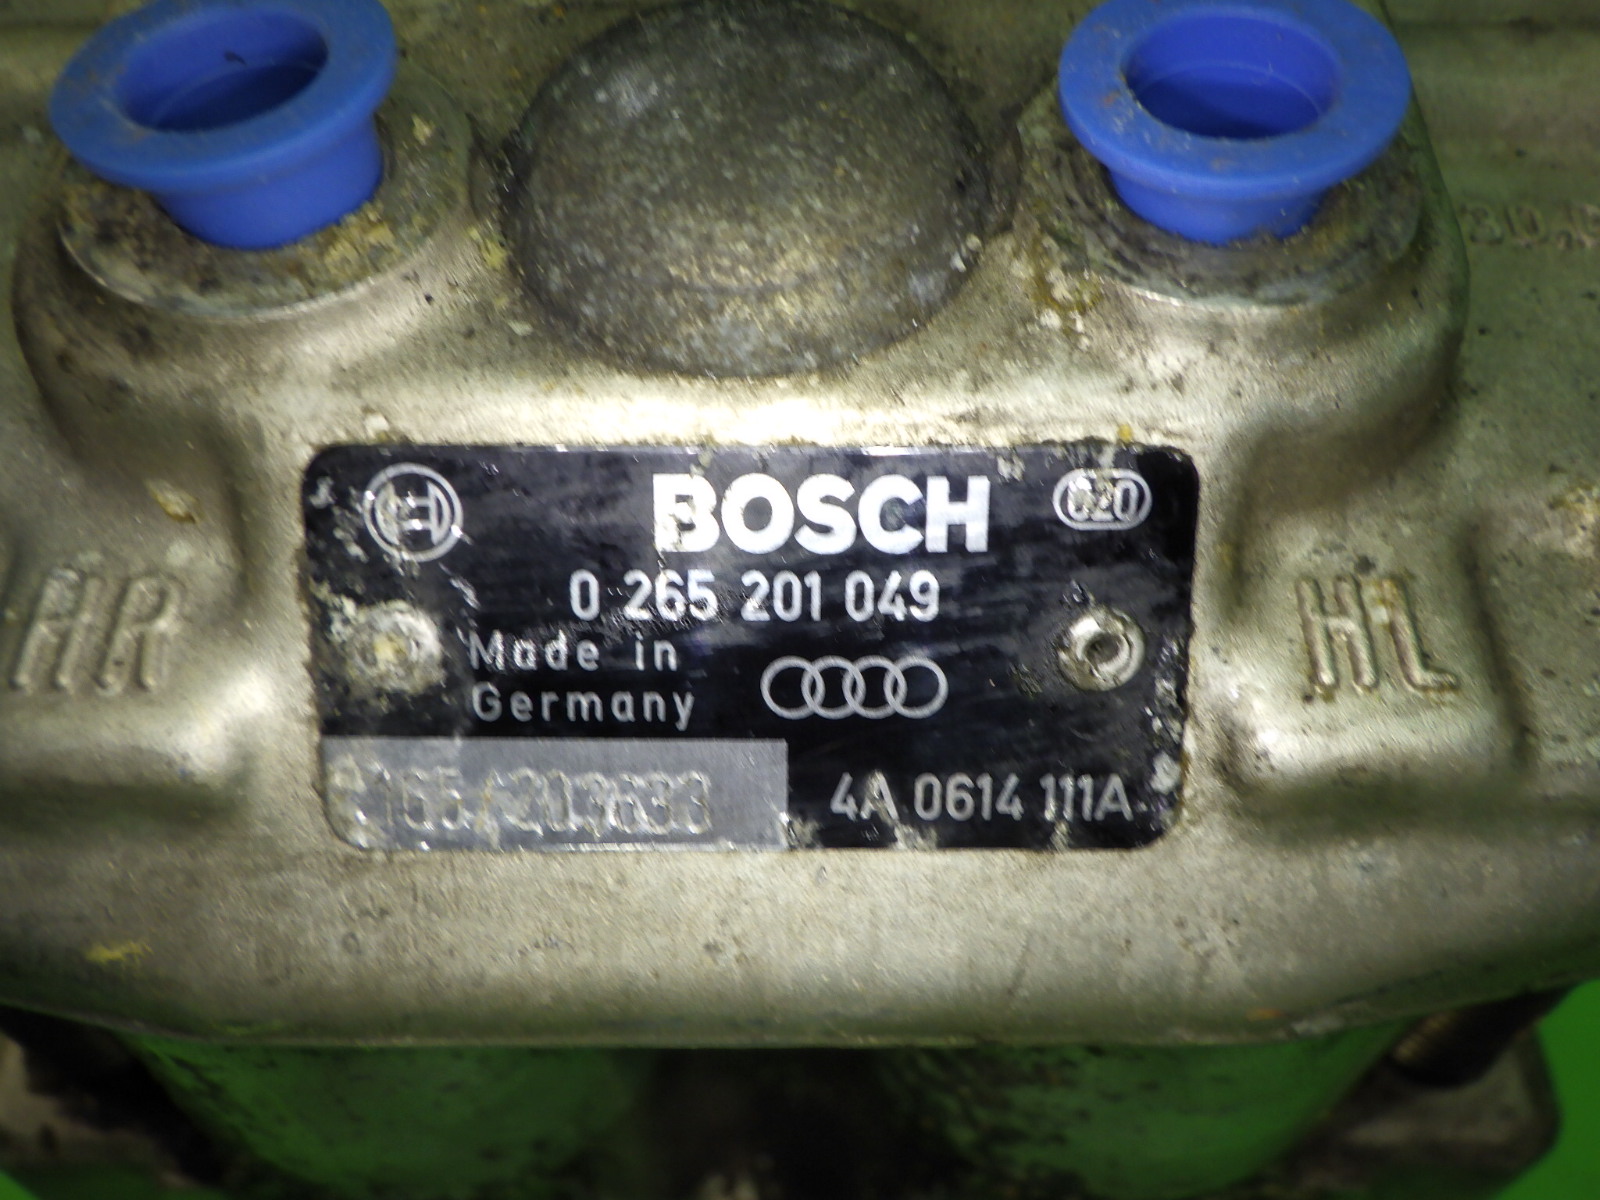 BOSCH
020
0 265 201 049
Made in
Germany
4A 0614 111A
HR
HL